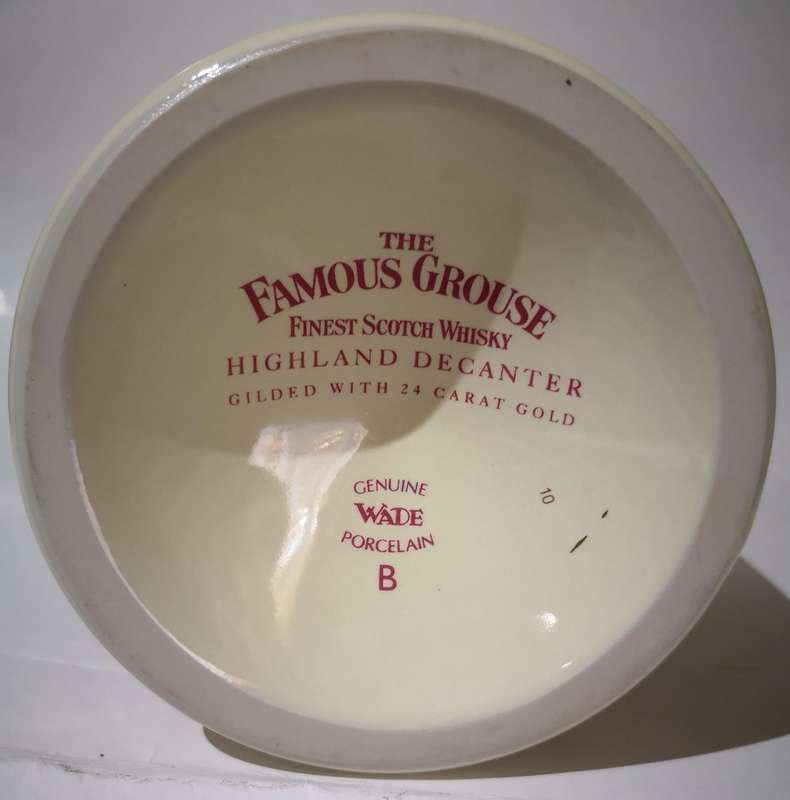 THE
FAMOUS GROUSE
FINEST SCOTCH WHISKY
HIGHLAND DECANTER
GILDED WITH 24 CARAT GOLD
GENUINE
WADE
PORCELAIN
B
10